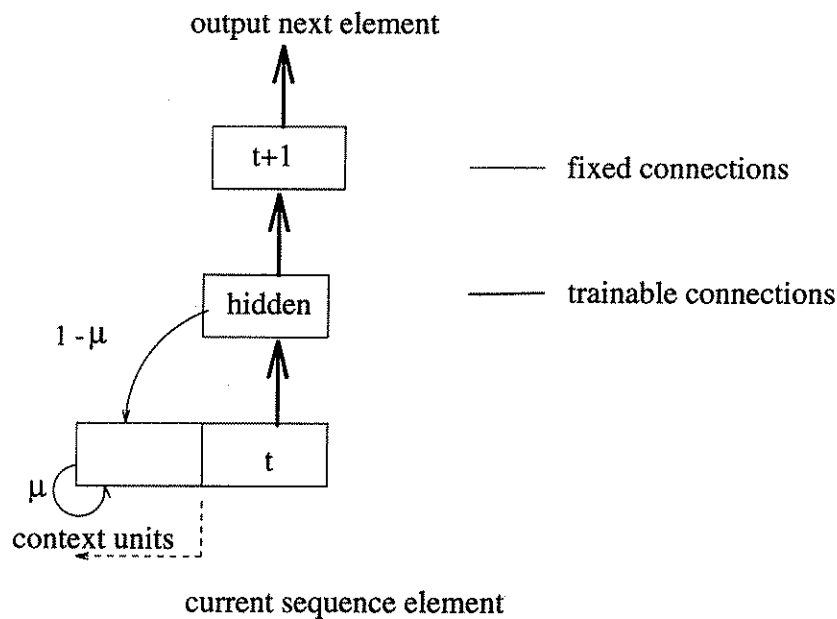 output next element
t+1
fixed connections
hidden
trainable connections
1 - μ
t
μ
context units
current sequence element